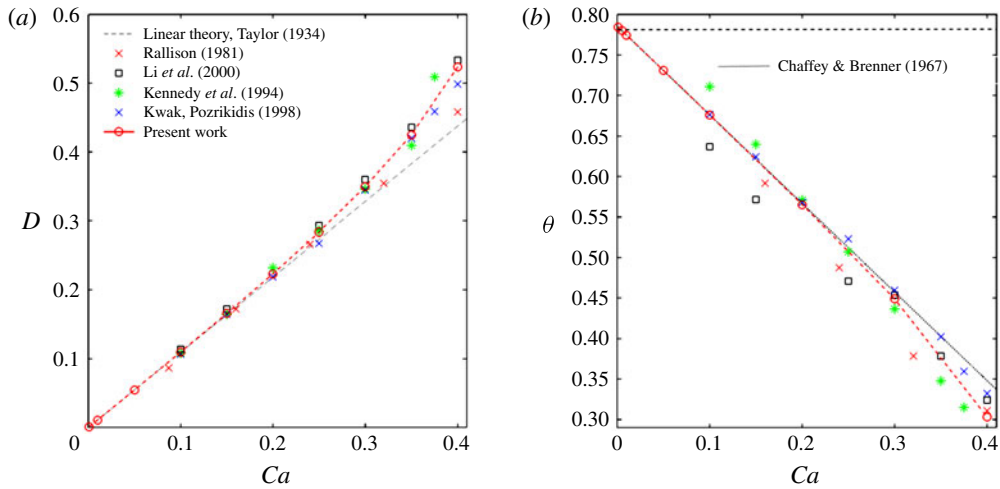 (a)
0.6
0.5
0.4
0.3
0.2
0.1
0
0.1
0.2
0.3
0.4
D
Ca
Linear theory, Taylor (1934)
Rallison (1981)
Li et al. (2000)
Kennedy et al. (1994)
Kwak, Pozrikidis (1998)
Present work
(b)
0.80
0.75
0.70
0.65
0.60
0.55
0.50
0.45
0.40
0.35
0.30
0
0.1
0.2
0.3
0.4
θ
Ca
Chaffey & Brenner (1967)